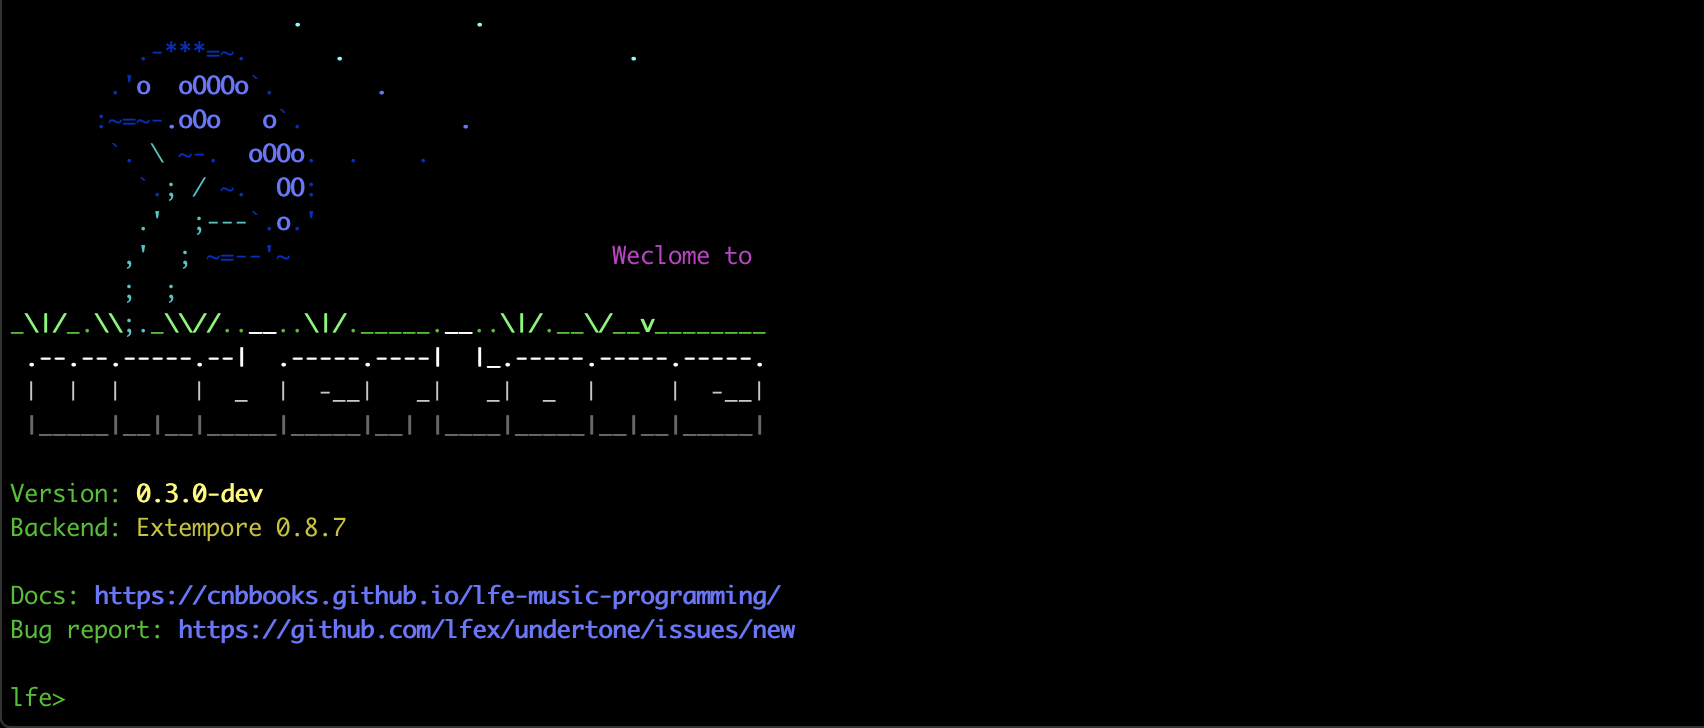 Weclome to
undertone
Version: 0.3.0-dev
Backend: Extempore 0.8.7
Docs: https://cnbbooks.github.io/lfe-music-programming/
Bug report: https://github.com/lfex/undertone/issues/new
lfe>